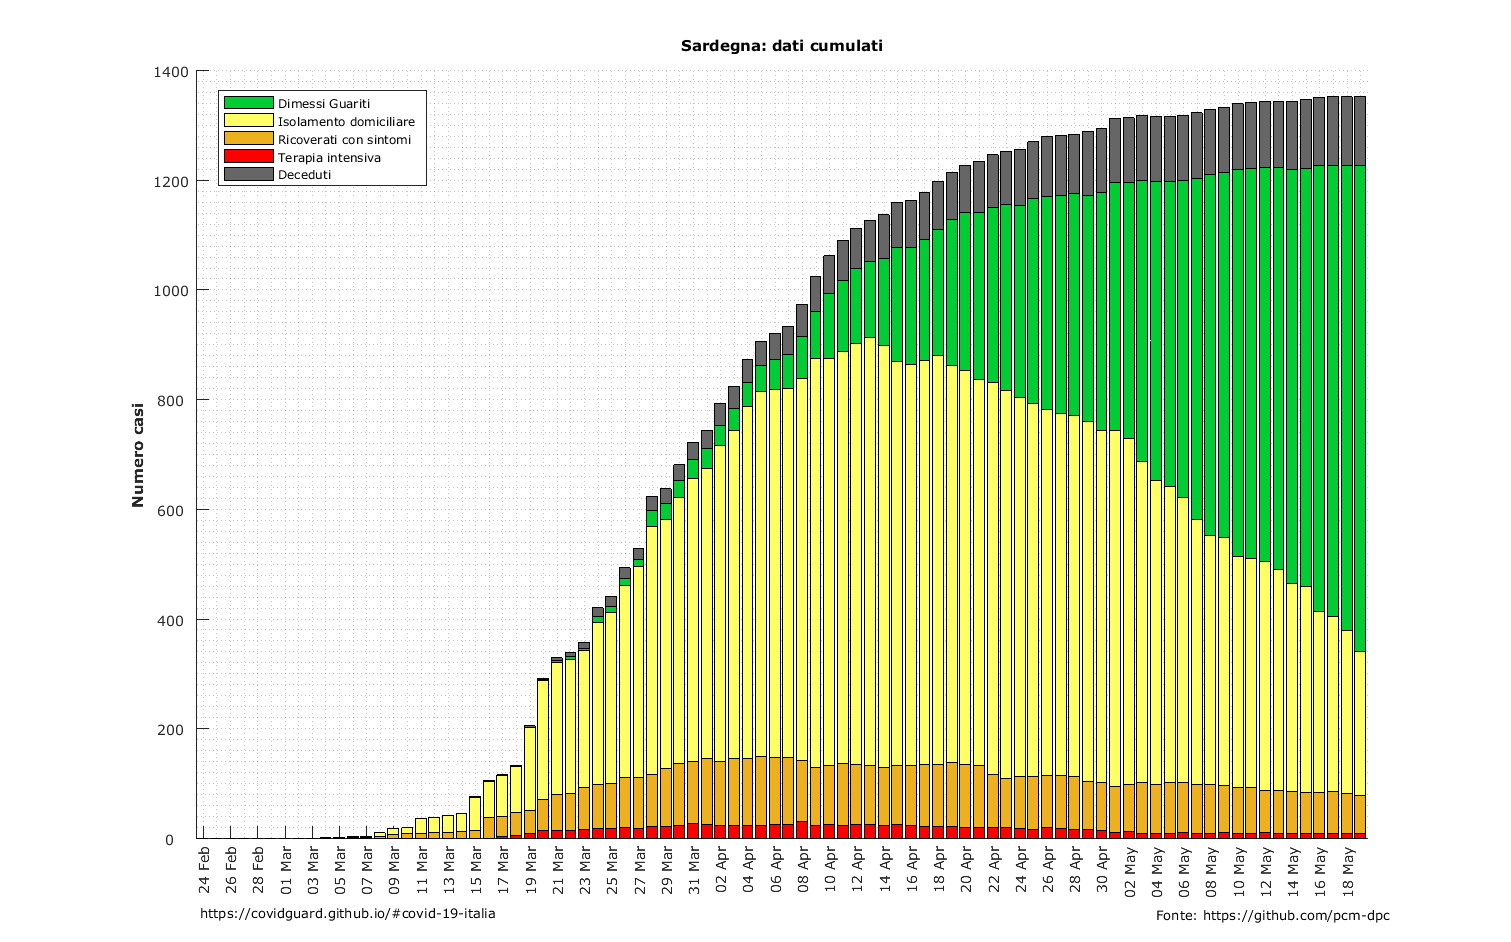 Sardegna: dati cumulati
1400
1200
1000
800
600
400
200
0
Numero casi
Dimessi Guariti
Isolamento domiciliare
Ricoverati con sintomi
Terapia intensiva
Deceduti
24 Feb
26 Feb
28 Feb
01 Mar
03 Mar
05 Mar
07 Mar
09 Mar
11 Mar
13 Mar
15 Mar
17 Mar
19 Mar
21 Mar
23 Mar
25 Mar
27 Mar
29 Mar
31 Mar
02 Apr
04 Apr
06 Apr
08 Apr
10 Apr
12 Apr
14 Apr
16 Apr
18 Apr
20 Apr
22 Apr
24 Apr
26 Apr
28 Apr
30 Apr
02 May
04 May
06 May
08 May
10 May
12 May
14 May
16 May
18 May
https://covidguard.github.io/#covid-19-italia
Fonte: https://github.com/pcm-dpc